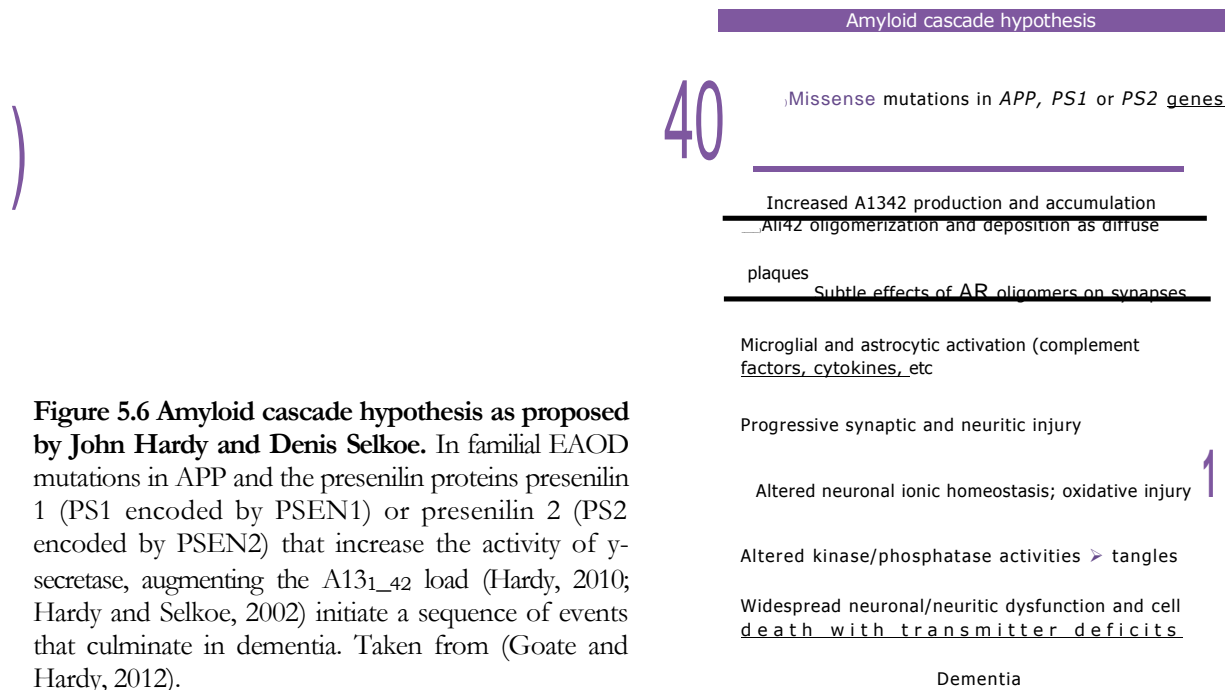 Amyloid cascade hypothesis
40
)Missense mutations in APP, PS1 or PS2 genes
)
Increased A1342 production and accumulation
__,Ali42 oligomerization and deposition as diffuse
plaques
Subtle effects of AR oligomers on synapses
Microglial and astrocytic activation (complement
factors, cytokines, etc
Progressive synaptic and neuritic injury
1
Altered neuronal ionic homeostasis; oxidative injury
Altered kinase/phosphatase activities ➢ tangles
Widespread neuronal/neuritic dysfunction and cell
death with transmitter deficits
Dementia
Figure 5.6 Amyloid cascade hypothesis as proposed
by John Hardy and Denis Selkoe. In familial EAOD
mutations in APP and the presenilin proteins presenilin
1 (PS1 encoded by PSEN1) or presenilin 2 (PS2
encoded by PSEN2) that increase the activity of y-
secretase, augmenting the A131_42 load (Hardy, 2010;
Hardy and Selkoe, 2002) initiate a sequence of events
that culminate in dementia. Taken from (Goate and
Hardy, 2012).